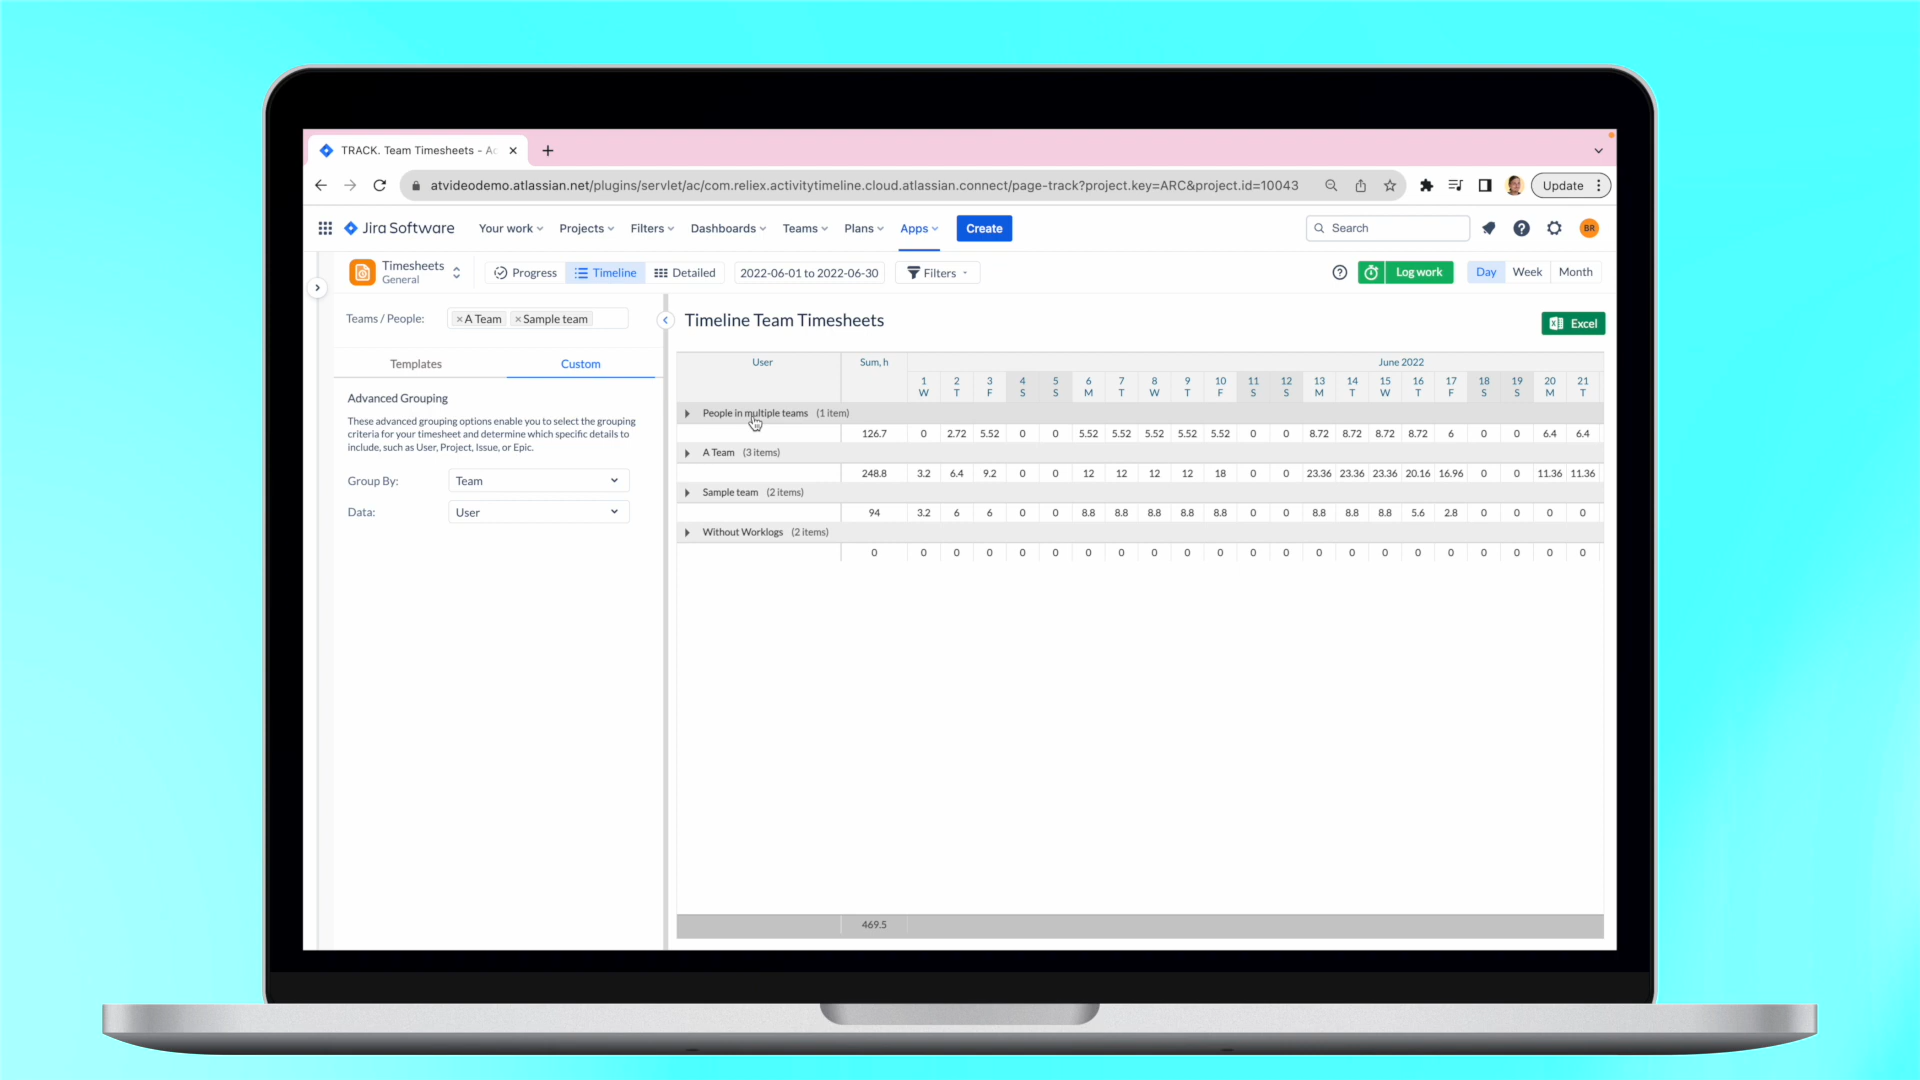 TRACK. Team Timesheets - Ac
atvideodemo.atlassian.net/plugins/servlet/ac/com.reliex.activitytimeline.cloud.atlassian.connect/page-track?project.key=ARC&project.id=10043
Update
Jira Software Your work Projects Filters Dashboards Teams Plans Apps Create Search BR
Timesheets
General
Progress Timeline Detailed 2022-06-01 to 2022-06-30 Filters Log work Day Week Month
Teams / People: × A Team × Sample team
Templates Custom
Advanced Grouping
These advanced grouping options enable you to select the grouping
criteria for your timesheet and determine which specific details to
include, such as User, Project, Issue, or Epic.
Group By: Team
Data: User
Timeline Team Timesheets
Excel
User Sum, h June 2022
1 2 3 4 5 6 7 8 9 10 11 12 13 14 15 16 17 18 19 20 21
W T F S S M T W T F S S M T W T F S S M T
People in multiple teams (1 item)
126.7 0 2.72 5.52 0 0 5.52 5.52 5.52 5.52 5.52 0 0 8.72 8.72 8.72 8.72 6 0 0 6.4 6.4
A Team (3 items)
248.8 3.2 6.4 9.2 0 0 12 12 12 12 18 0 0 23.36 23.36 23.36 20.16 16.96 0 0 11.36 11.36
Sample team (2 items)
94 3.2 6 6 0 0 8.8 8.8 8.8 8.8 8.8 0 0 8.8 8.8 8.8 5.6 2.8 0 0 0 0
Without Worklogs (2 items)
0 0 0 0 0 0 0 0 0 0 0 0 0 0 0 0 0 0 0 0 0 0
469.5